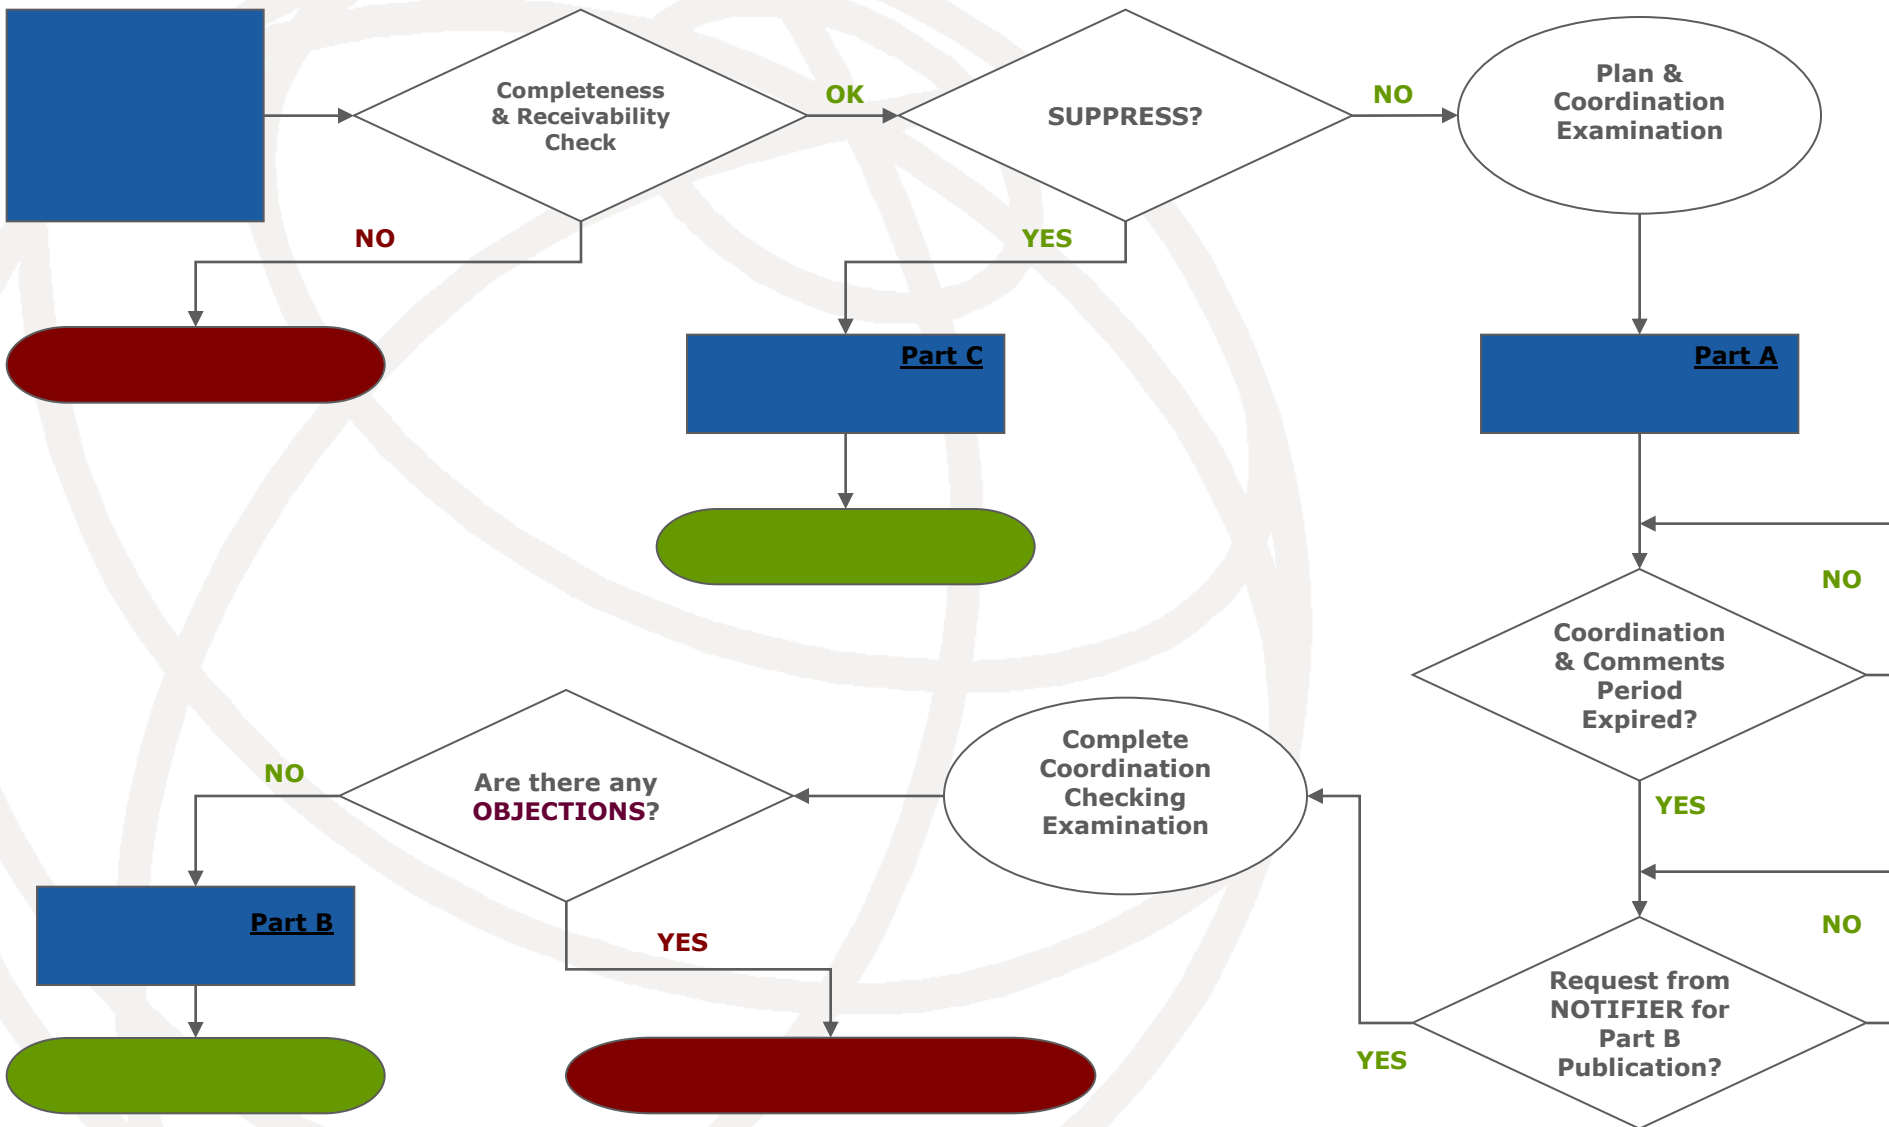 Completeness
& Receivability
Check
OK
SUPPRESS?
NO
Plan &
Coordination
Examination
NO
YES
Part C
Part A
NO
Coordination
& Comments
Period
Expired?
YES
Complete
Coordination
Checking
Examination
Are there any
OBJECTIONS?
NO
Part B
YES
NO
Request from
NOTIFIER for
Part B
Publication?
YES